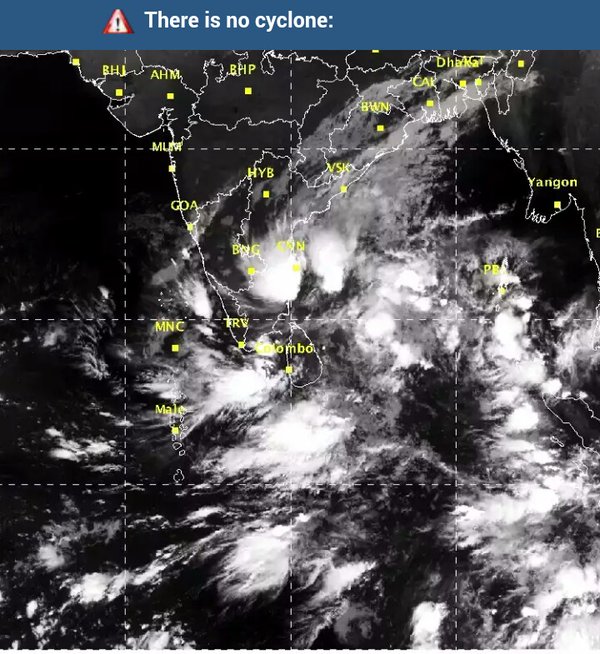 There is no cyclone:
Dhaka
BHJ
AHM
BHP
CAL
BWN
MUM
HYB
VSK
Yangon
GOA
BNG
CNN
PBL
MNC
TRV
Colombo
Male